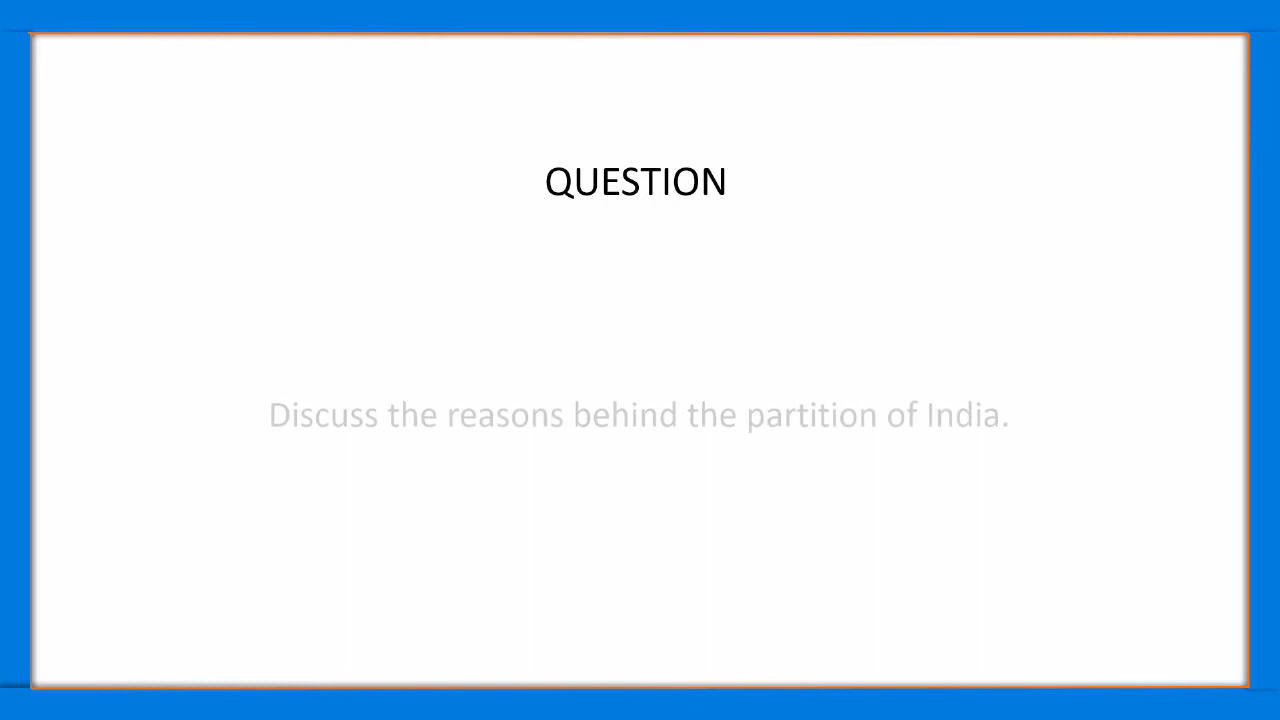 QUESTION
Discuss the reasons behind the partition of India.